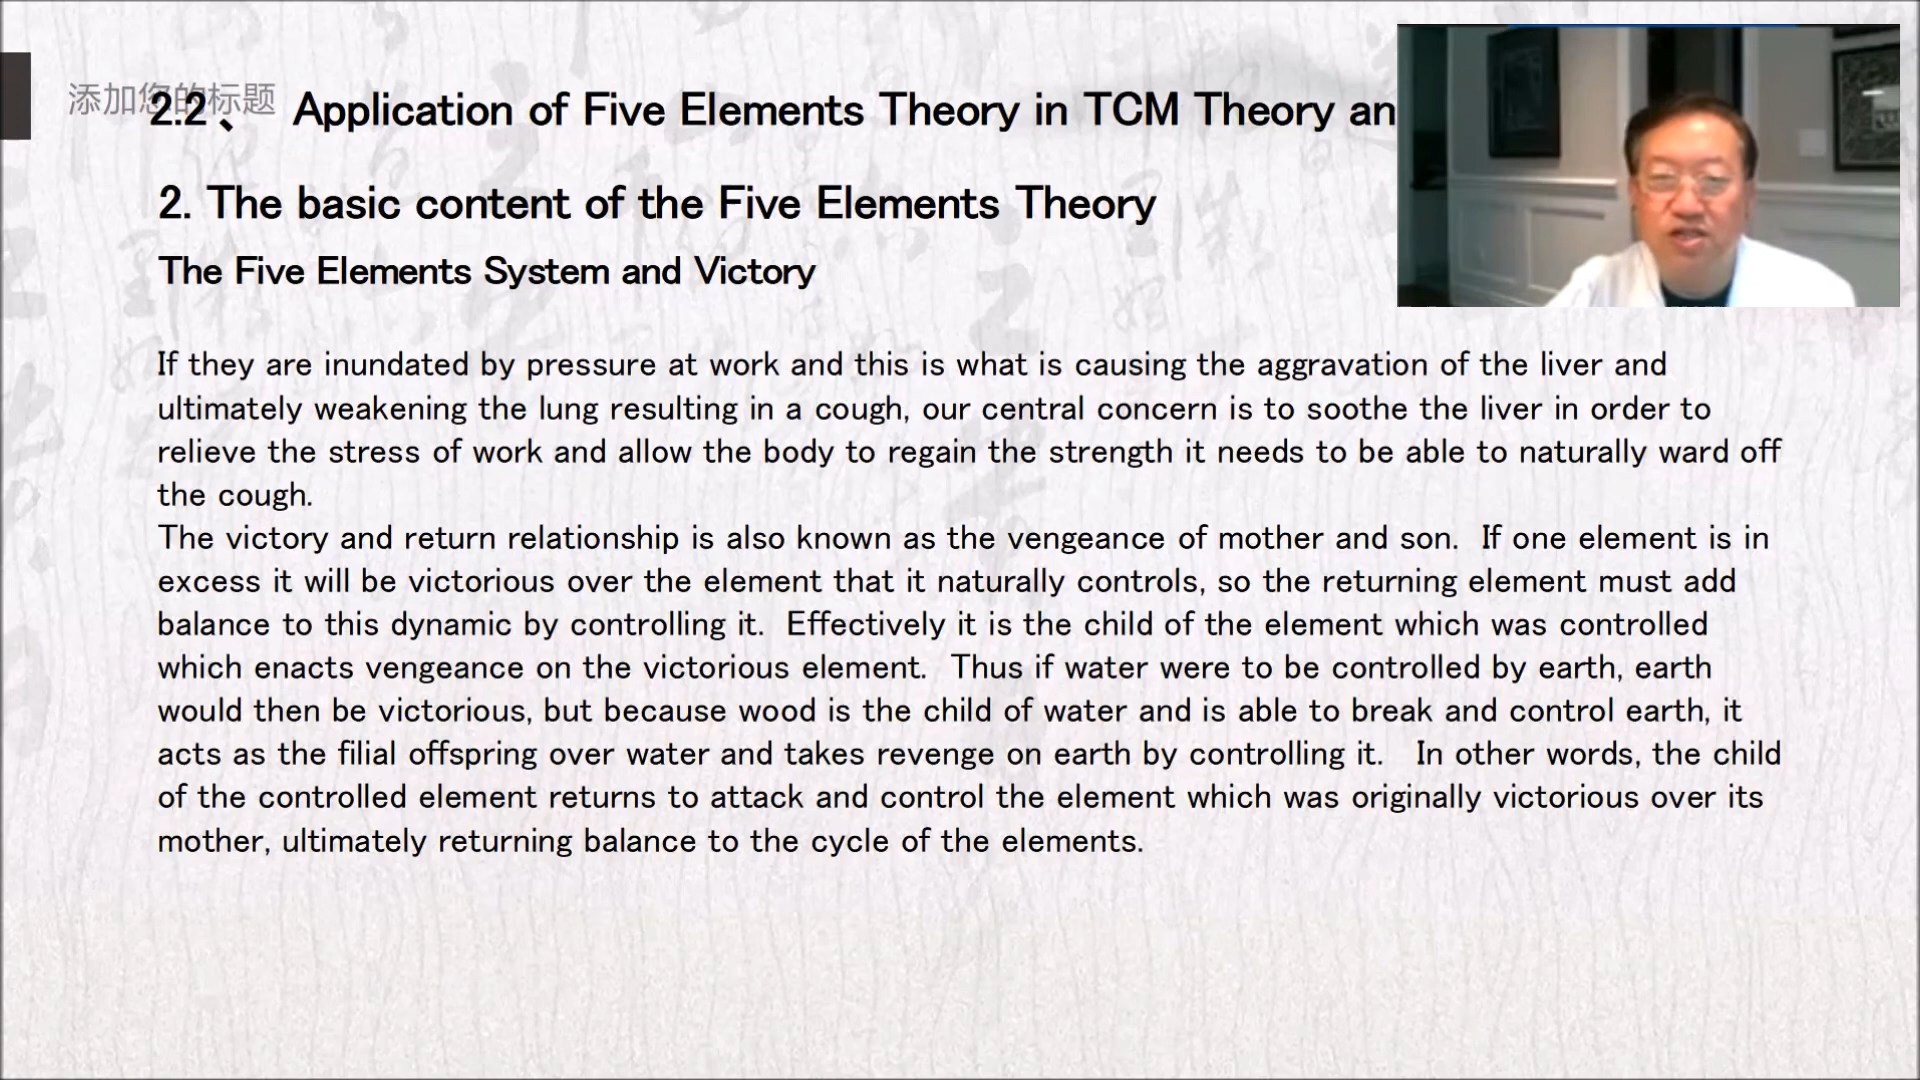 添加您的标题
2.2、 Application of Five Elements Theory in TCM Theory an
2. The basic content of the Five Elements Theory
The Five Elements System and Victory
If they are inundated by pressure at work and this is what is causing the aggravation of the liver and
ultimately weakening the lung resulting in a cough, our central concern is to soothe the liver in order to
relieve the stress of work and allow the body to regain the strength it needs to be able to naturally ward off
the cough.
The victory and return relationship is also known as the vengeance of mother and son.  If one element is in
excess it will be victorious over the element that it naturally controls, so the returning element must add
balance to this dynamic by controlling it.  Effectively it is the child of the element which was controlled
which enacts vengeance on the victorious element.  Thus if water were to be controlled by earth, earth
would then be victorious, but because wood is the child of water and is able to break and control earth, it
acts as the filial offspring over water and takes revenge on earth by controlling it.   In other words, the child
of the controlled element returns to attack and control the element which was originally victorious over its
mother, ultimately returning balance to the cycle of the elements.